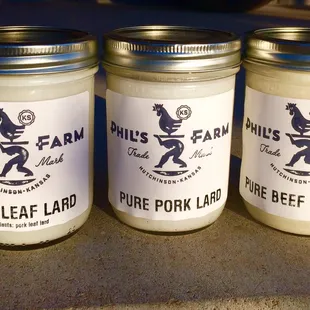 KS
FARM
Mark
HUTCHINSON•KANSAS
LEAF LARD
pork leaf lard
PHIL'S KS FARM
Trade Mark
HUTCHINSON•KANSAS
PURE PORK LARD
PHIL'S
Trade
HUTCHINSON
PURE BEEF